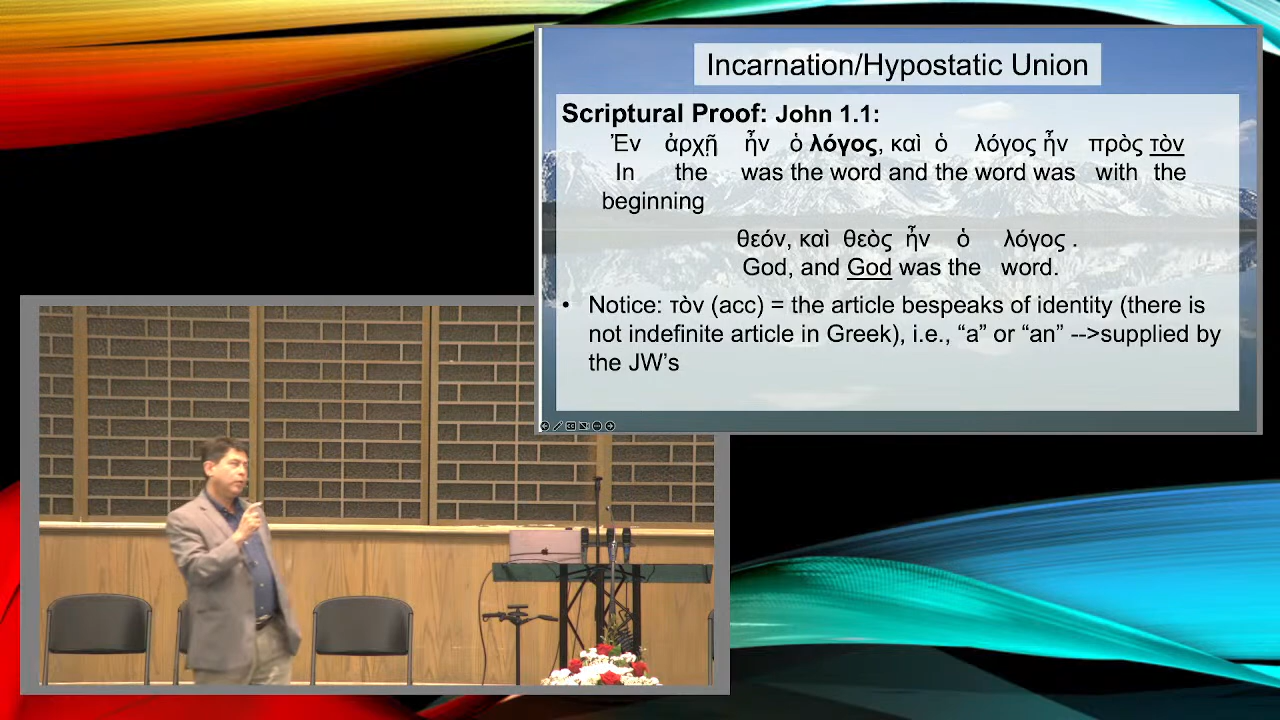 Incarnation/Hypostatic Union
Scriptural Proof: John 1.1:
Ἐν ἀρχῇ ἦν ὁ λόγος, καὶ ὁ λόγος ἦν πρὸς τὸν
In the was the word and the word was with the
beginning
θεόν, καὶ θεὸς ἦν ὁ λόγος .
God, and God was the word.
• Notice: τὸν (acc) = the article bespeaks of identity (there is
not indefinite article in Greek), i.e., “a” or “an” -->supplied by
the JW’s